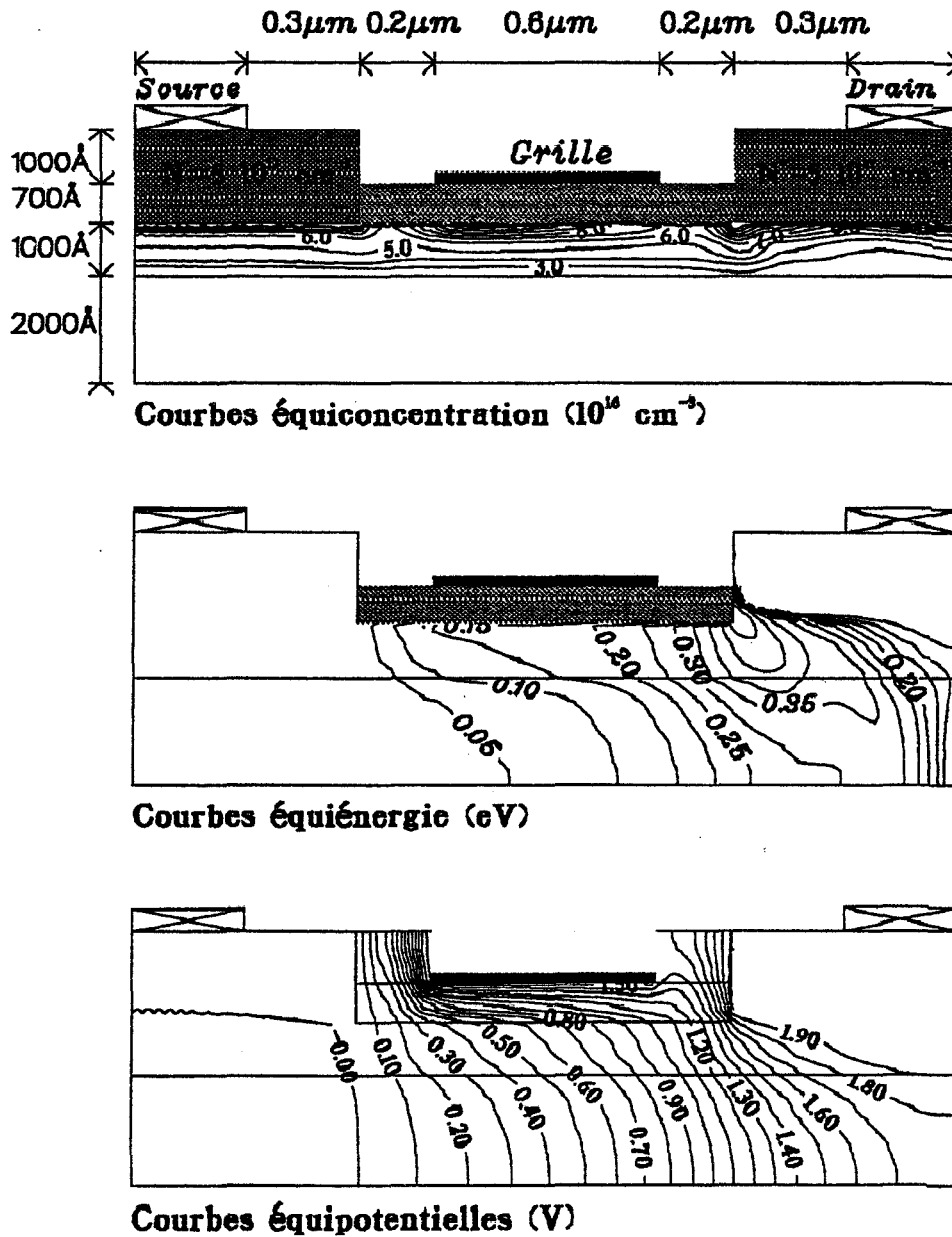 0.3μm 0.2μm 0.6μm 0.2μm 0.3μm
Source Drain
Grille
1000Å
700Å
1000Å
2000Å
6.0 5.0 3.0 6.0 7.0
Courbes équiconcentration (10¹⁶ cm⁻³)
0.20 0.30 0.20
0.10 0.35
0.05 0.25
Courbes équiénergie (eV)
0.80
0.00 0.10 0.30 0.50 0.60 0.90 1.20 1.30 1.60 1.90 1.80
0.20 0.40 0.70 1.40
Courbes équipotentielles (V)